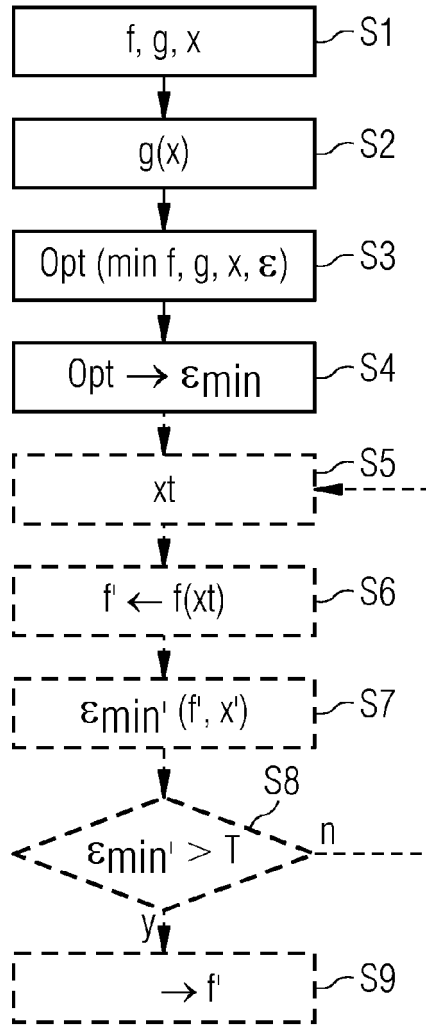 f, g, x
S1
g(x)
S2
Opt (min f, g, x, ε)
S3
Opt → εmin
S4
xt
S5
f' ← f(xt)
S6
εmin' (f', x')
S7
S8
εmin' > T
n
y
→ f'
S9